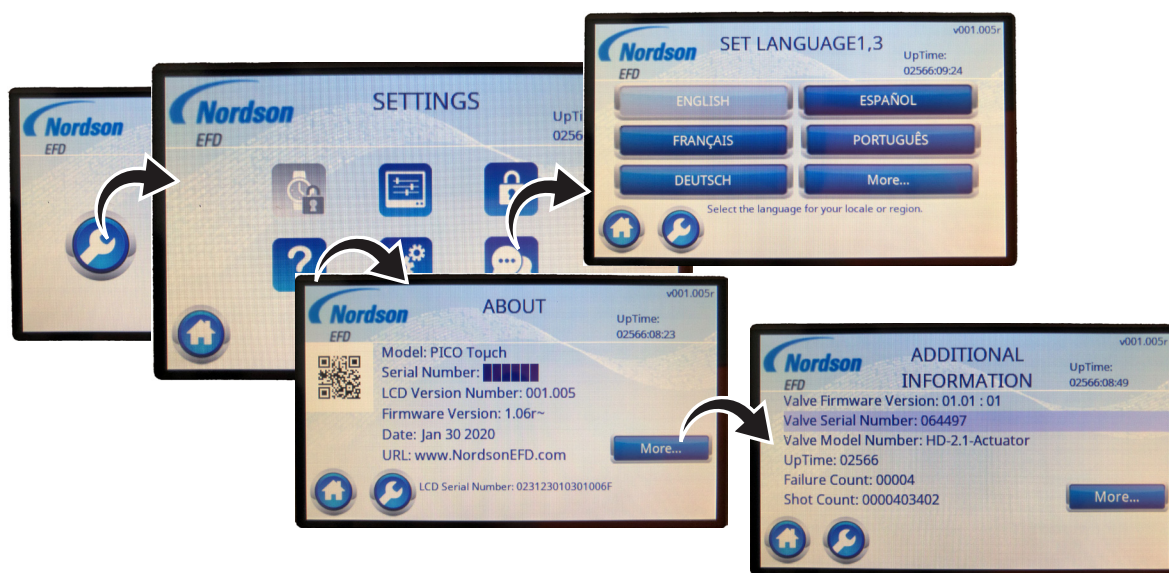 Nordson
EFD
Nordson
EFD
SETTINGS
UpTi
0256
v001.005r
Nordson
EFD
SET LANGUAGE1,3
UpTime:
02566:09:24
ENGLISH
ESPAÑOL
FRANÇAIS
PORTUGUÊS
DEUTSCH
More...
Select the language for your locale or region.
v001.005r
Nordson
EFD
ABOUT
UpTime:
02566:08:23
Model: PICO Touch
Serial Number:
LCD Version Number: 001.005
Firmware Version: 1.06r~
Date: Jan 30 2020
URL: www.NordsonEFD.com
More...
LCD Serial Number: 023123010301006F
v001.005r
Nordson
EFD
ADDITIONAL
INFORMATION
UpTime:
02566:08:49
Valve Firmware Version: 01.01 : 01
Valve Serial Number: 064497
Valve Model Number: HD-2.1-Actuator
UpTime: 02566
Failure Count: 00004
Shot Count: 0000403402
More...